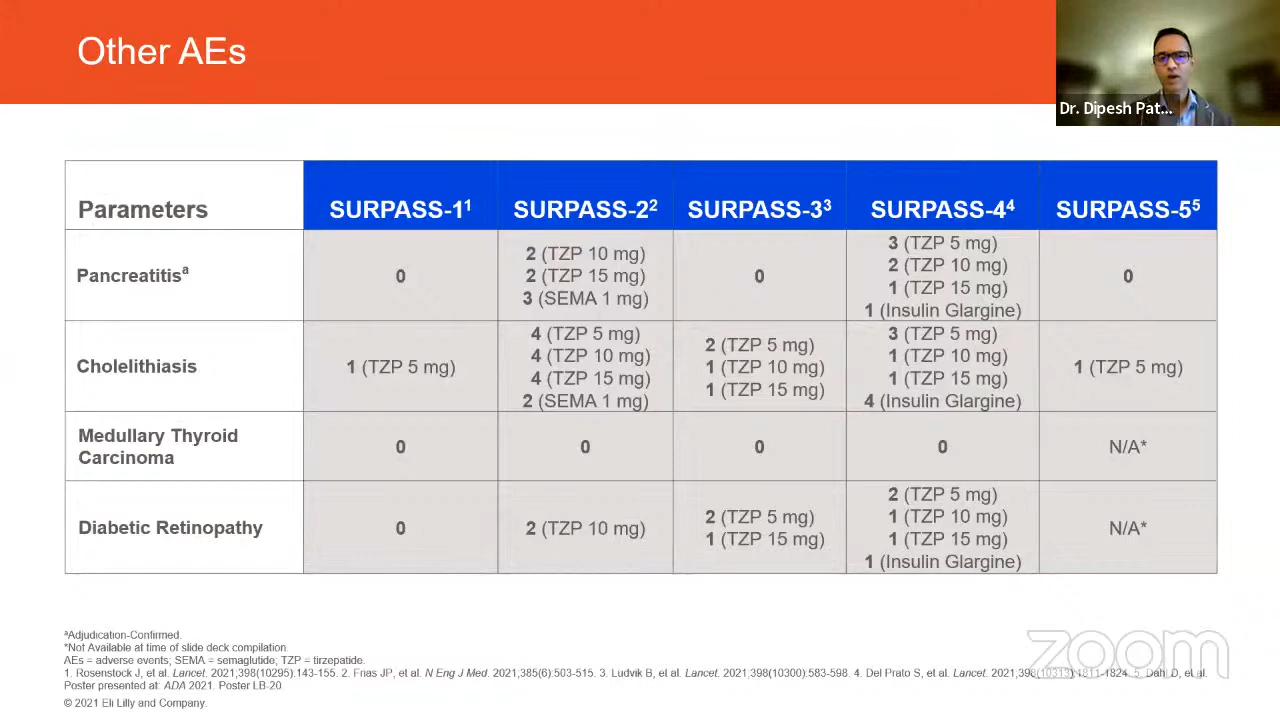 Other AEs
Dr. Dipesh Pat...
Parameters
SURPASS-1¹
SURPASS-2²
SURPASS-3³
SURPASS-4⁴
SURPASS-5⁵
Pancreatitisᵃ
0
2 (TZP 10 mg)
2 (TZP 15 mg)
3 (SEMA 1 mg)
0
3 (TZP 5 mg)
2 (TZP 10 mg)
1 (TZP 15 mg)
1 (Insulin Glargine)
0
Cholelithiasis
1 (TZP 5 mg)
4 (TZP 5 mg)
4 (TZP 10 mg)
4 (TZP 15 mg)
2 (SEMA 1 mg)
2 (TZP 5 mg)
1 (TZP 10 mg)
1 (TZP 15 mg)
3 (TZP 5 mg)
1 (TZP 10 mg)
1 (TZP 15 mg)
4 (Insulin Glargine)
1 (TZP 5 mg)
Medullary Thyroid
Carcinoma
0
0
0
0
N/A*
Diabetic Retinopathy
0
2 (TZP 10 mg)
2 (TZP 5 mg)
1 (TZP 15 mg)
2 (TZP 5 mg)
1 (TZP 10 mg)
1 (TZP 15 mg)
1 (Insulin Glargine)
N/A*
ᵃAdjudication-Confirmed.
*Not Available at time of slide deck compilation.
AEs = adverse events; SEMA = semaglutide; TZP = tirzepatide.
1. Rosenstock J, et al. Lancet. 2021;398(10295):143-155. 2. Frias JP, et al. N Eng J Med. 2021;385(6):503-515. 3. Ludvik B, et al. Lancet. 2021;398(10300):583-598. 4. Del Prato S, et al. Lancet. 2021;398(10313):1811-1824. 5. Dahl D, et al.
Poster presented at: ADA 2021. Poster LB-20.
© 2021 Eli Lilly and Company.
zoom